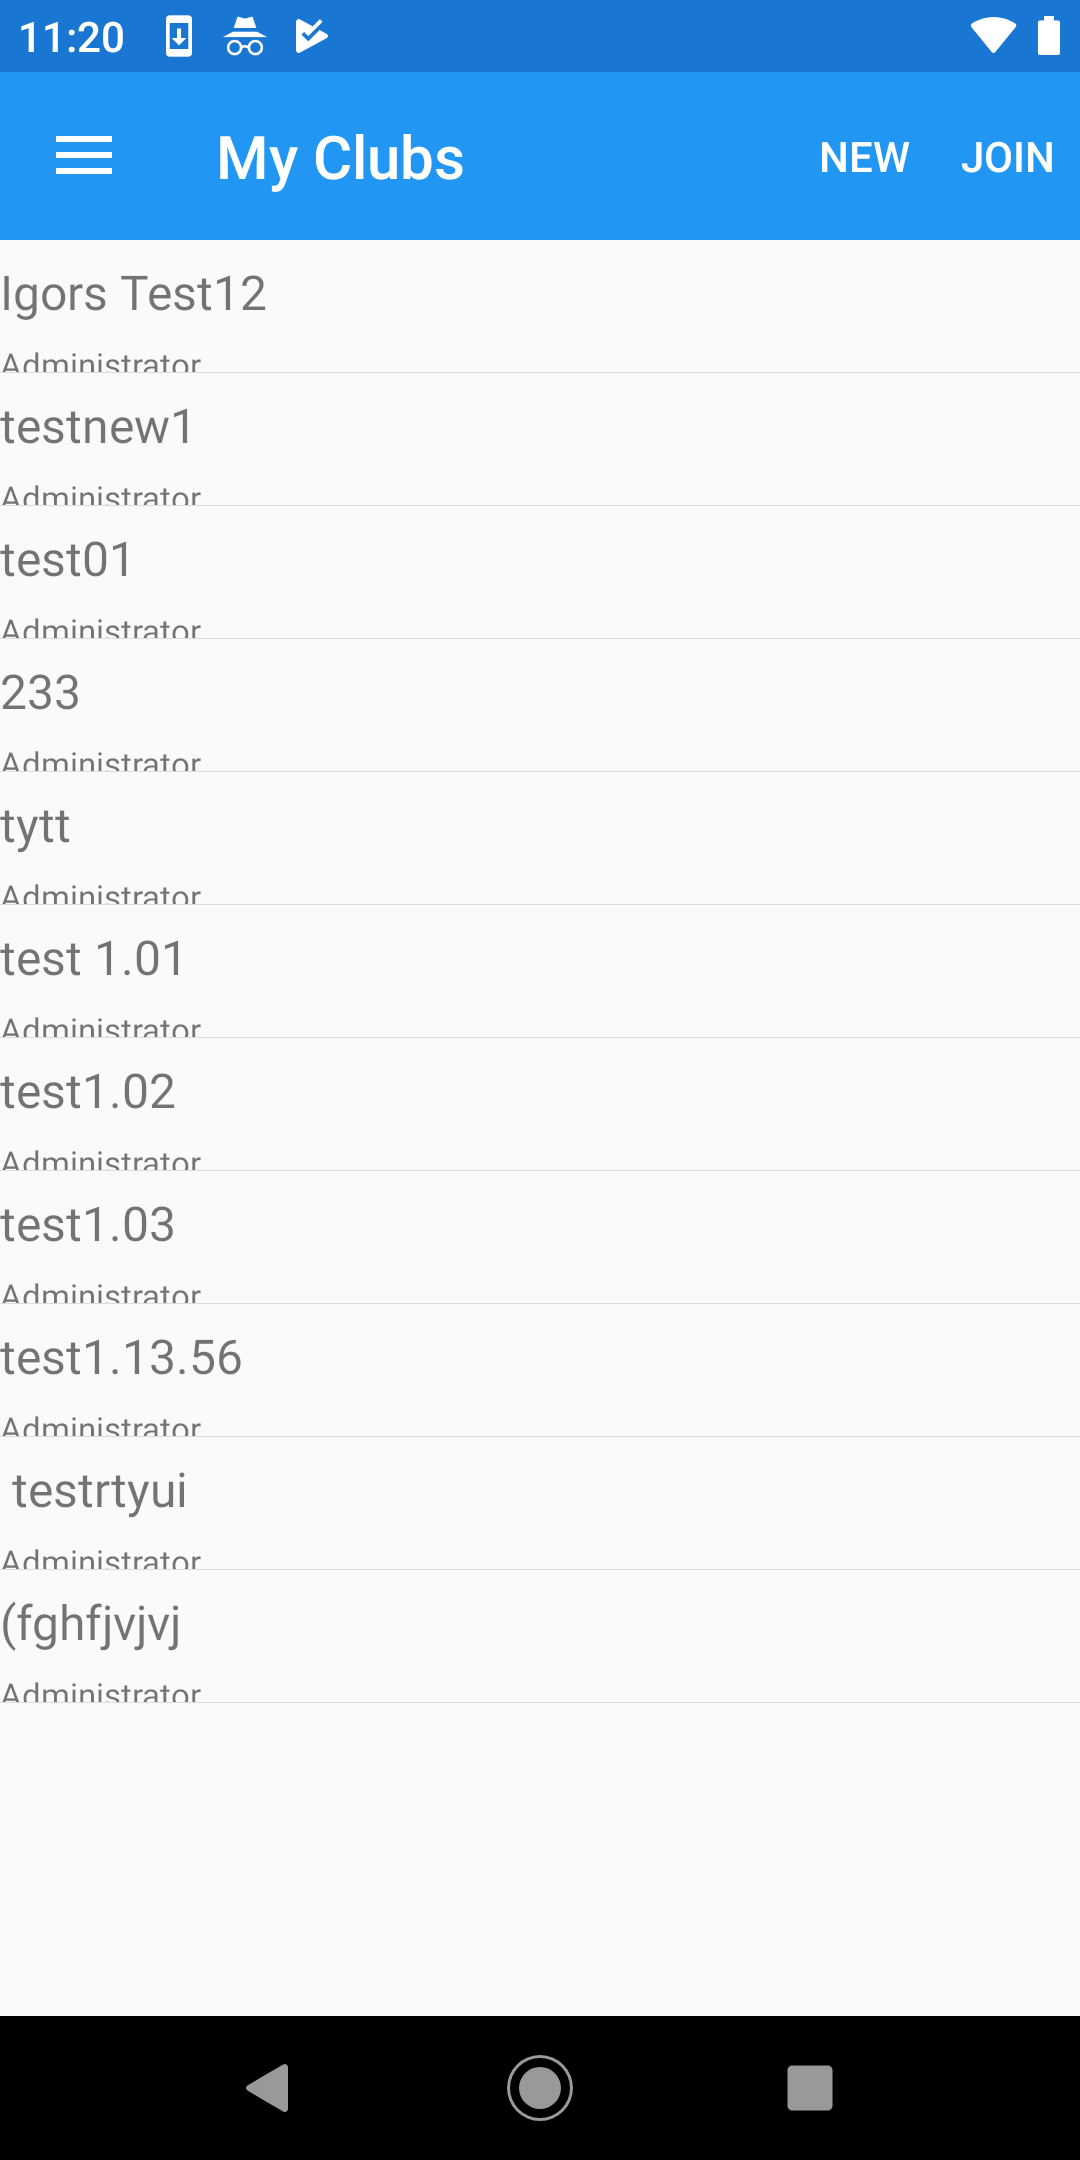 11:20
My Clubs NEW JOIN
Igors Test12
Administrator
testnew1
Administrator
test01
Administrator
233
Administrator
tytt
Administrator
test 1.01
Administrator
test1.02
Administrator
test1.03
Administrator
test1.13.56
Administrator
testrtyui
Administrator
(fghfjvjvj
Administrator